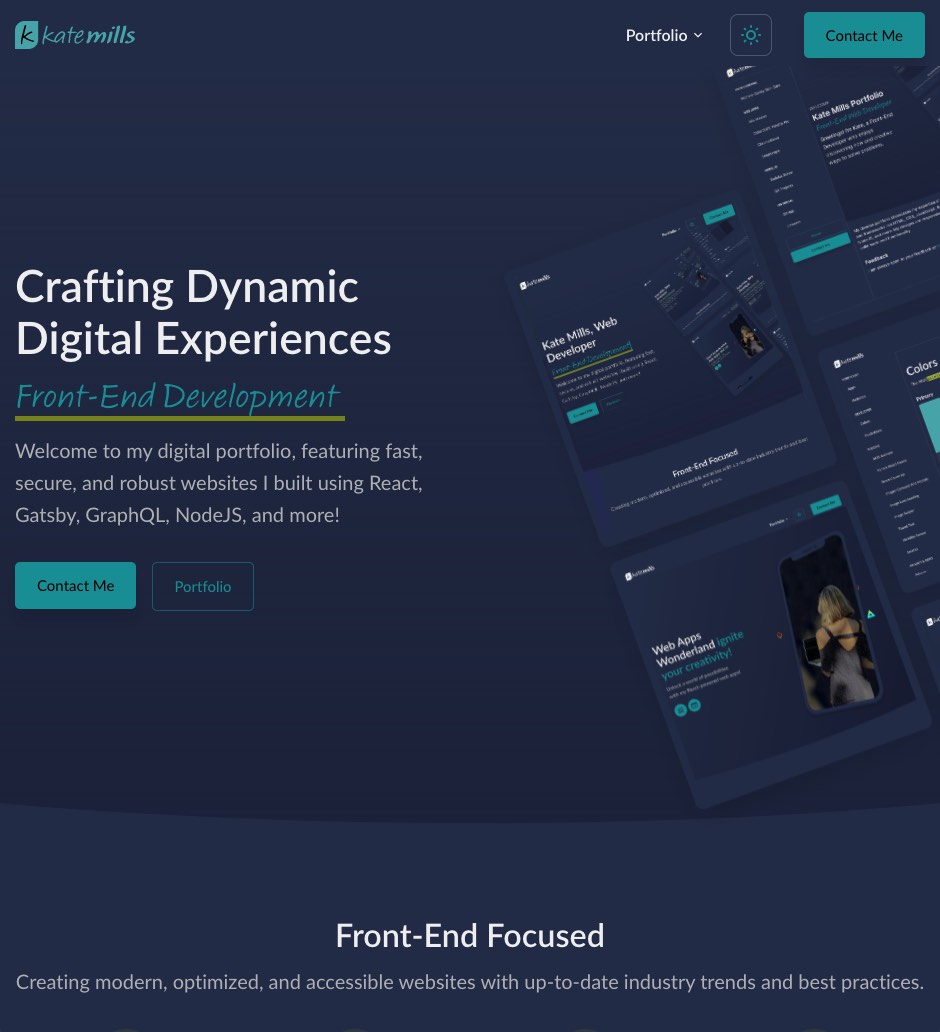 katemills
Portfolio
Contact Me
Crafting Dynamic
Digital Experiences
Front-End Development
Welcome to my digital portfolio, featuring fast,
secure, and robust websites I built using React,
Gatsby, GraphQL, NodeJS, and more!
Contact Me
Portfolio
Kate Mills Portfolio
Front-End Web Developer
Feedback
Kate Mills, Web
Developer
Front-End Development
Front-End Focused
Colors
Primary
Web Apps
Wonderland ignite
your creativity!
Front-End Focused
Creating modern, optimized, and accessible websites with up-to-date industry trends and best practices.